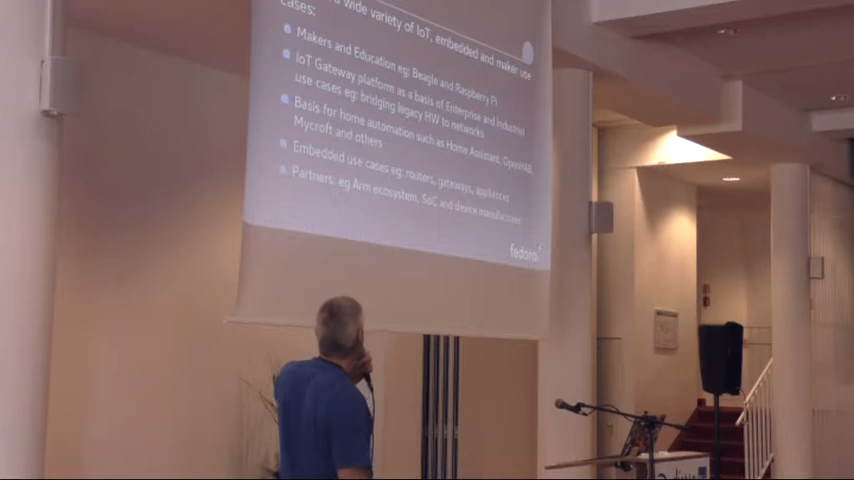 wide variety of IoT, embedded and maker use
cases:
Makers and Education eg: Beagle and Raspberry Pi
IoT Gateway platform as a basis of Enterprise and Industrial
use cases eg: bridging legacy HW to networks
Basis for home automation such as Home Assistant, OpenHAB,
Mycroft and others
Embedded use cases eg: routers, gateways, appliances
Partners: eg Arm ecosystem, SoC and device manufacturers
fedora